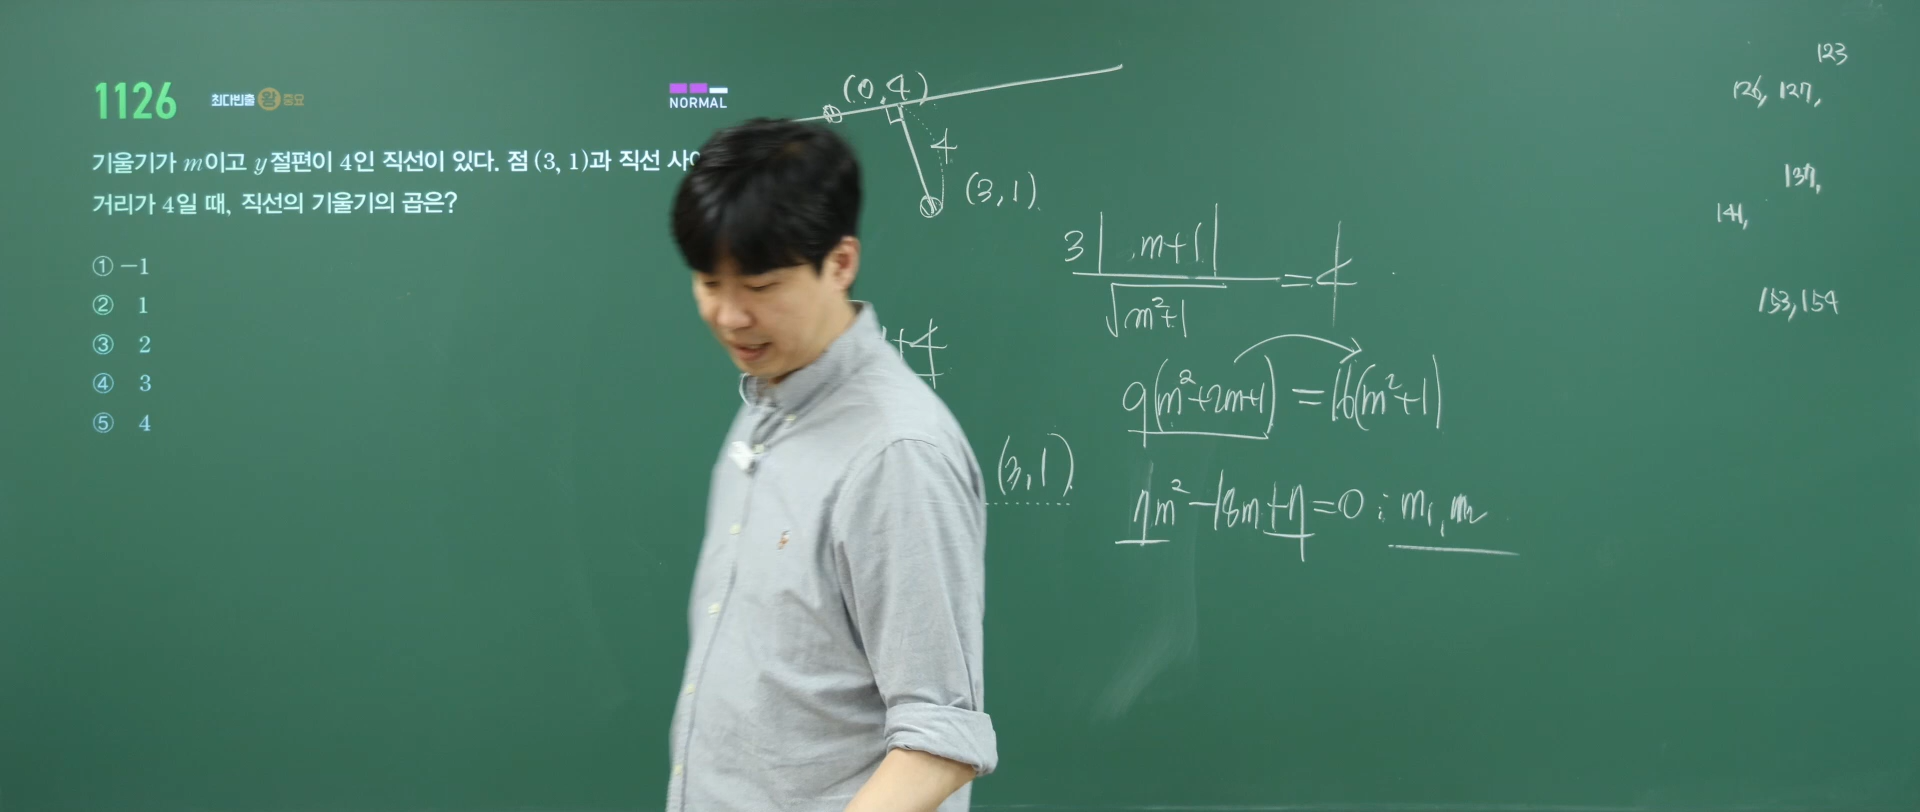 1126 최다빈출 왕 중요
NORMAL
기울기가 m이고 y절편이 4인 직선이 있다. 점 (3, 1)과 직선 사
거리가 4일 때, 직선의 기울기의 곱은?
① −1
② 1
③ 2
④ 3
⑤ 4
(0,4)
4
(3,1)
3|m+1| / √m²+1 = 4
+4
9(m²+2m+1) = 16(m²+1)
(3,1)
7m²-18m+7=0 : m₁, m₂
123
126, 127,
137,
141,
153, 154